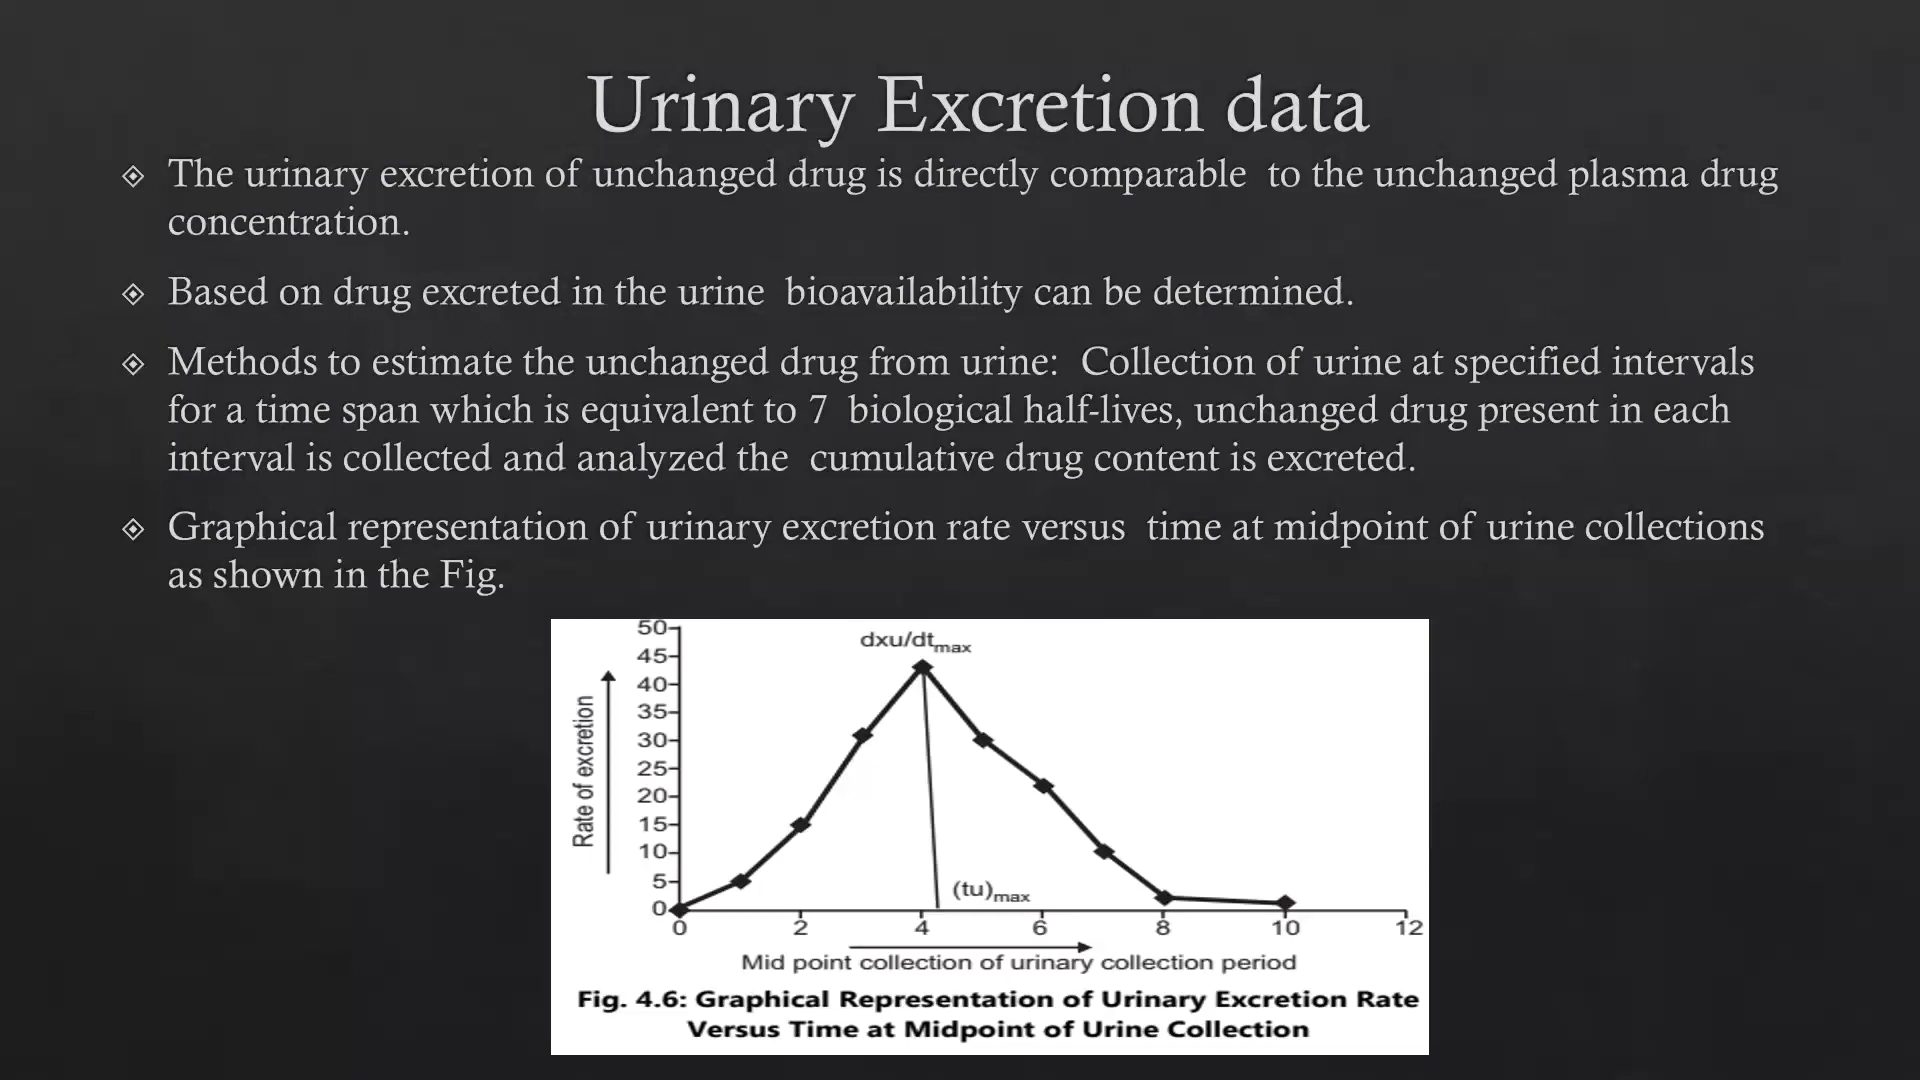 Urinary Excretion data
The urinary excretion of unchanged drug is directly comparable to the unchanged plasma drug
concentration.
Based on drug excreted in the urine bioavailability can be determined.
Methods to estimate the unchanged drug from urine: Collection of urine at specified intervals
for a time span which is equivalent to 7 biological half-lives, unchanged drug present in each
interval is collected and analyzed the cumulative drug content is excreted.
Graphical representation of urinary excretion rate versus time at midpoint of urine collections
as shown in the Fig.
50
45
40
35
30
25
20
15
10
5
0
Rate of excretion
dxu/dtmax
(tu)max
0 2 4 6 8 10 12
Mid point collection of urinary collection period
Fig. 4.6: Graphical Representation of Urinary Excretion Rate
Versus Time at Midpoint of Urine Collection